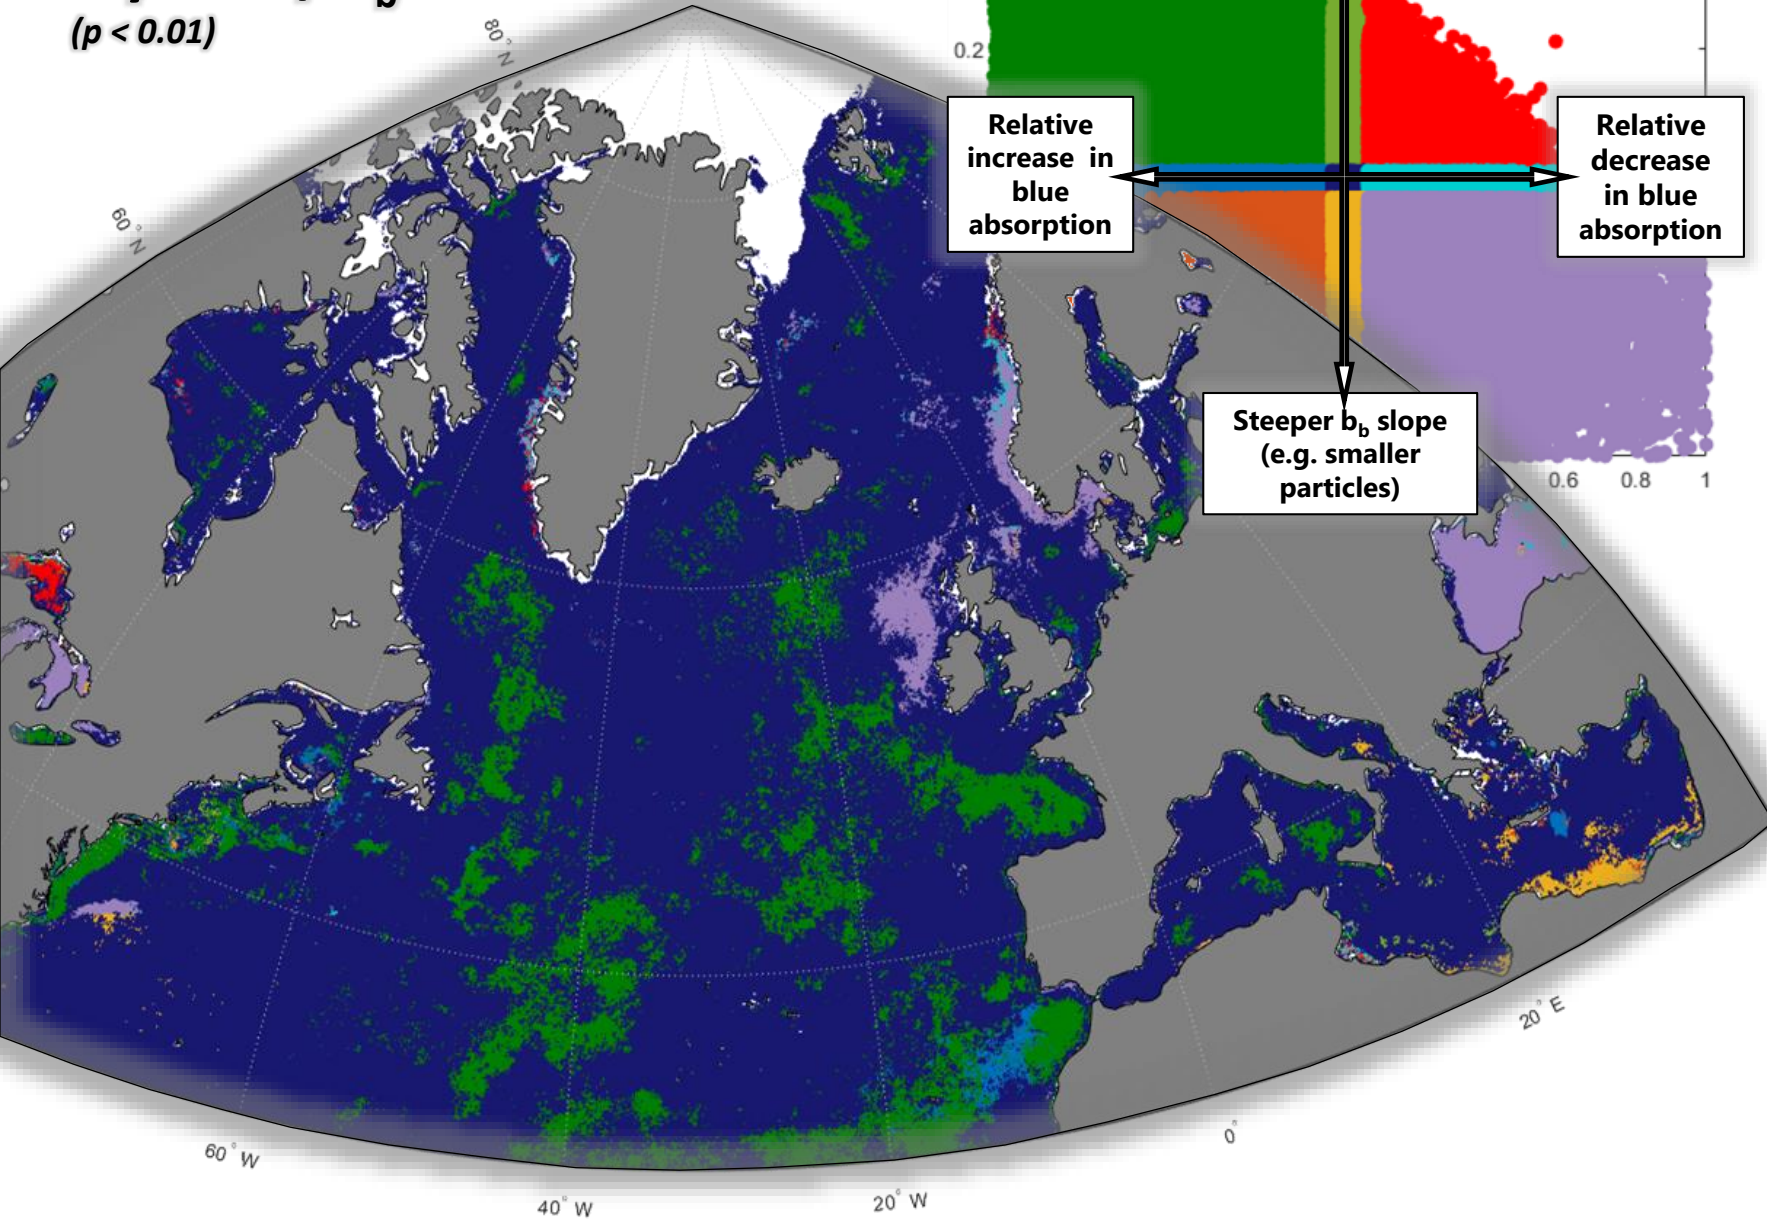 b
(p < 0.01)
80° N
60° N
0.2
Relative
increase in
blue
absorption
Relative
decrease
in blue
absorption
Steeper bb slope
(e.g. smaller
particles)
0.6 0.8 1
20° E
0°
20° W
40° W
60° W